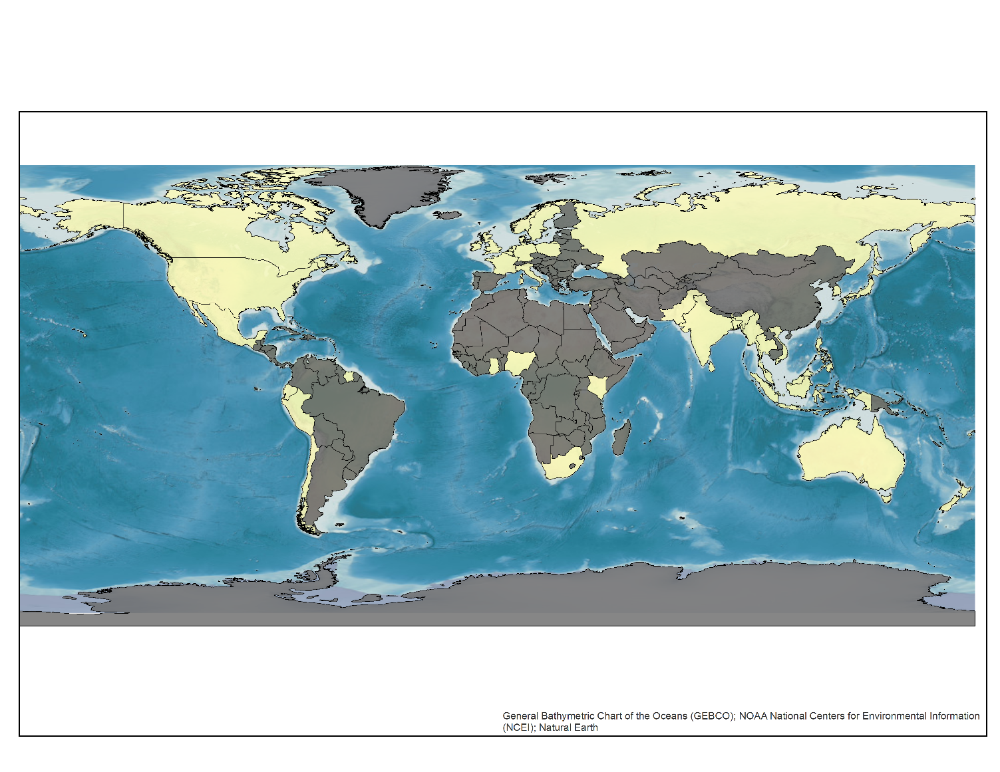 General Bathymetric Chart of the Oceans (GEBCO); NOAA National Centers for Environmental Information
(NCEI); Natural Earth